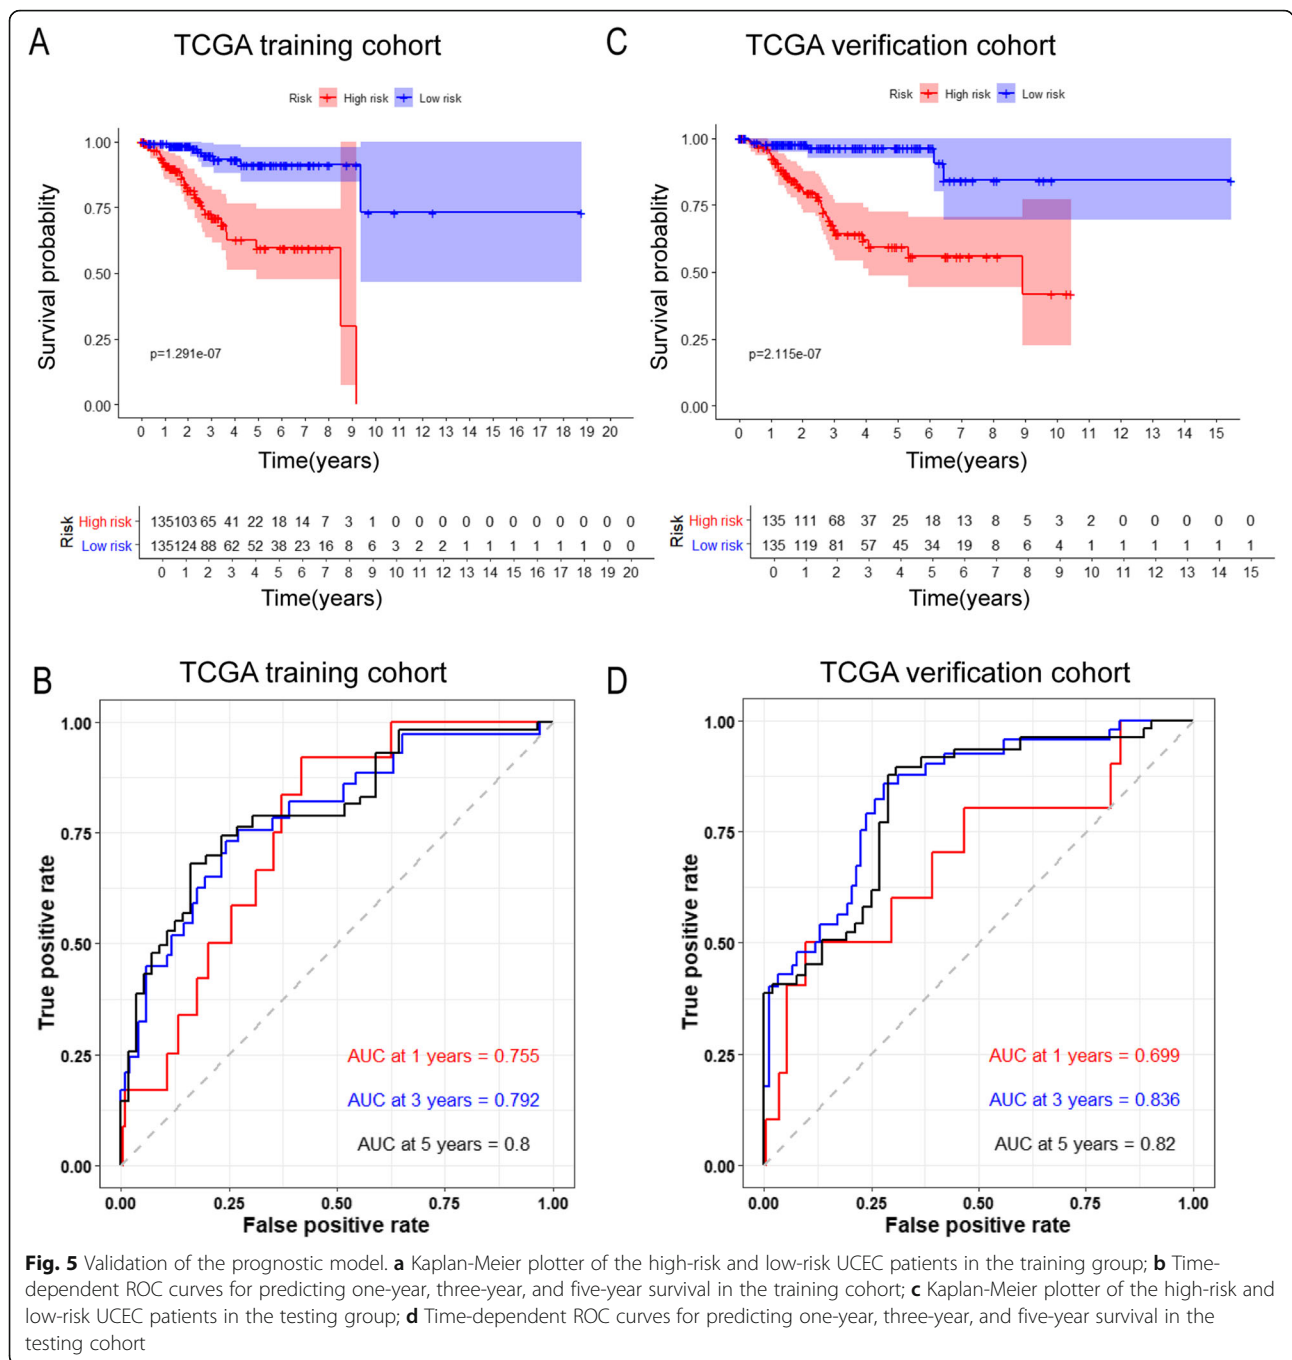 A TCGA training cohort
Risk High risk Low risk
Survival probablity
1.00
0.75
0.50
0.25
0.00
p=1.291e-07
0 1 2 3 4 5 6 7 8 9 10 11 12 13 14 15 16 17 18 19 20
Time(years)
Risk
High risk 135 103 65 41 22 18 14 7 3 1 0 0 0 0 0 0 0 0 0 0 0
Low risk 135 124 88 62 52 38 23 16 8 6 3 2 2 1 1 1 1 1 1 0 0
0 1 2 3 4 5 6 7 8 9 10 11 12 13 14 15 16 17 18 19 20
Time(years)
C TCGA verification cohort
Risk High risk Low risk
Survival probablity
1.00
0.75
0.50
0.25
0.00
p=2.115e-07
0 1 2 3 4 5 6 7 8 9 10 11 12 13 14 15
Time(years)
Risk
High risk 135 111 68 37 25 18 13 8 5 3 2 0 0 0 0 0
Low risk 135 119 81 57 45 34 19 8 6 4 1 1 1 1 1 1
0 1 2 3 4 5 6 7 8 9 10 11 12 13 14 15
Time(years)
B TCGA training cohort
True positive rate
1.00
0.75
0.50
0.25
0.00
AUC at 1 years = 0.755
AUC at 3 years = 0.792
AUC at 5 years = 0.8
0.00 0.25 0.50 0.75 1.00
False positive rate
D TCGA verification cohort
True positive rate
1.00
0.75
0.50
0.25
0.00
AUC at 1 years = 0.699
AUC at 3 years = 0.836
AUC at 5 years = 0.82
0.00 0.25 0.50 0.75 1.00
False positive rate
Fig. 5 Validation of the prognostic model. a Kaplan-Meier plotter of the high-risk and low-risk UCEC patients in the training group; b Time-
dependent ROC curves for predicting one-year, three-year, and five-year survival in the training cohort; c Kaplan-Meier plotter of the high-risk and
low-risk UCEC patients in the testing group; d Time-dependent ROC curves for predicting one-year, three-year, and five-year survival in the
testing cohort